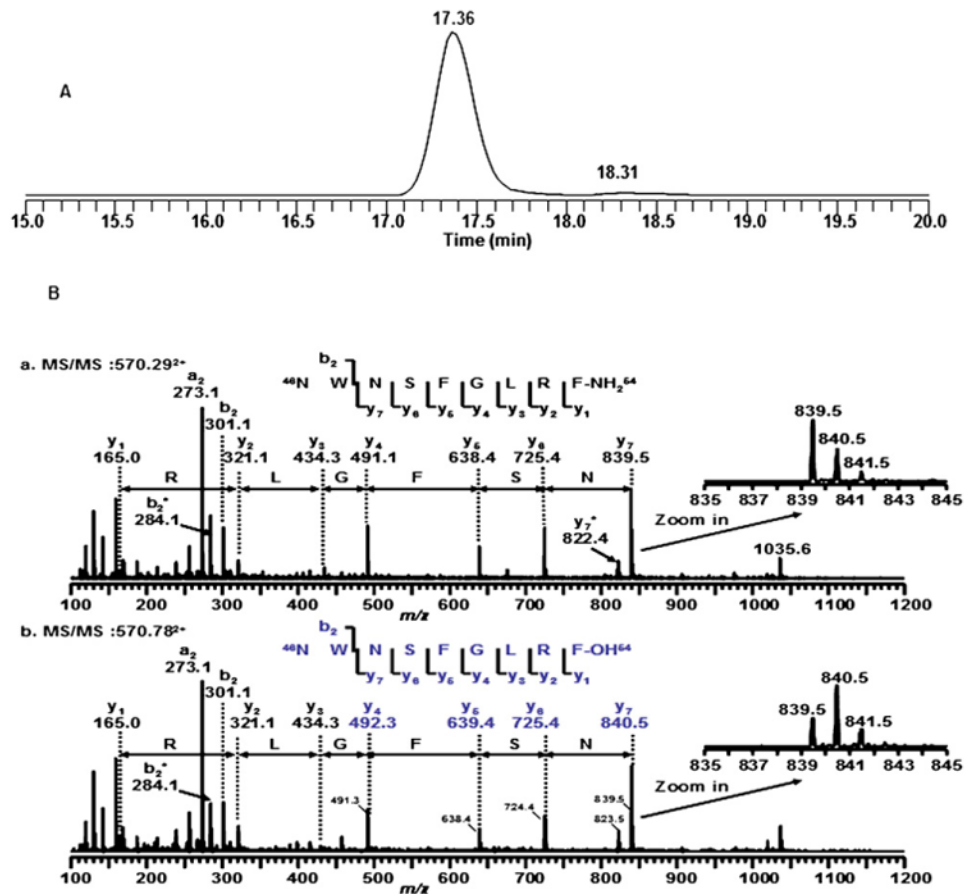 17.36
A
18.31
15.0 15.5 16.0 16.5 17.0 17.5 18.0 18.5 19.0 19.5 20.0
Time (min)
B
a. MS/MS :570.29²⁺
b₂
⁴⁶N W N S F G L R F-NH₂⁵⁴
y₇ y₆ y₅ y₄ y₃ y₂ y₁
a₂
273.1
b₂
301.1
y₁ y₂ y₃ y₄ y₅ y₆ y₇
165.0 321.1 434.3 491.1 638.4 725.4 839.5
R L G F S N
b₂*
284.1
y₇*
822.4
1035.6
Zoom in
839.5
840.5
841.5
835 837 839 841 843 845
100 200 300 400 500 600 700 800 900 1000 1100 1200
m/z
b. MS/MS :570.78²⁺
b₂
⁴⁶N W N S F G L R F-OH⁵⁴
y₇ y₆ y₅ y₄ y₃ y₂ y₁
a₂
273.1
b₂
301.1
y₁ y₂ y₃ y₄ y₅ y₆ y₇
165.0 321.1 434.3 492.3 639.4 725.4 840.5
R L G F S N
b₂*
284.1
491.3
638.4
724.4
839.5
823.5
Zoom in
840.5
839.5
841.5
835 837 839 841 843 845
100 200 300 400 500 600 700 800 900 1000 1100 1200
m/z